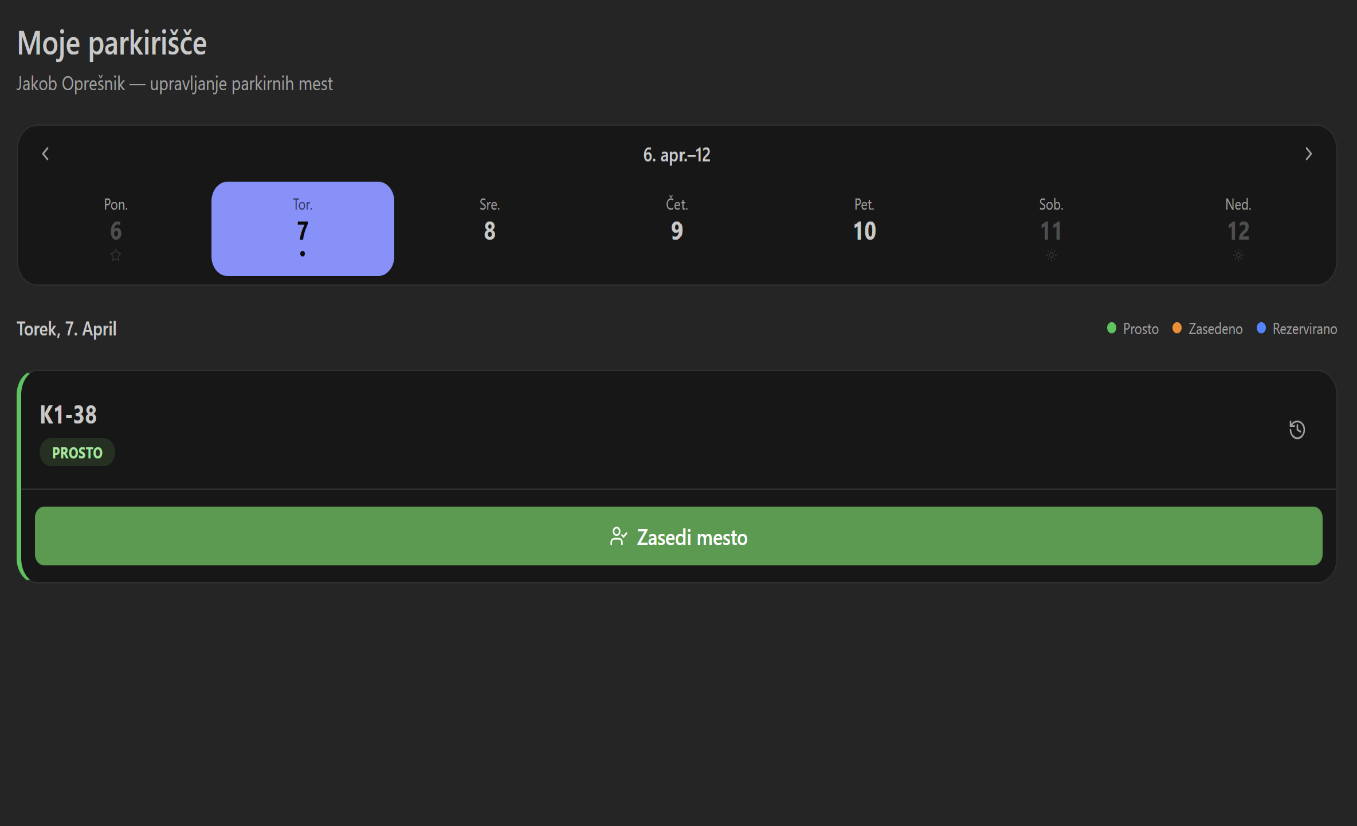 Moje parkirišče
Jakob Oprešnik — upravljanje parkirnih mest
6. apr.–12
Pon. Tor. Sre. Čet. Pet. Sob. Ned.
6 7 8 9 10 11 12
Torek, 7. April
Prosto Zasedeno Rezervirano
K1-38
PROSTO
Zasedi mesto